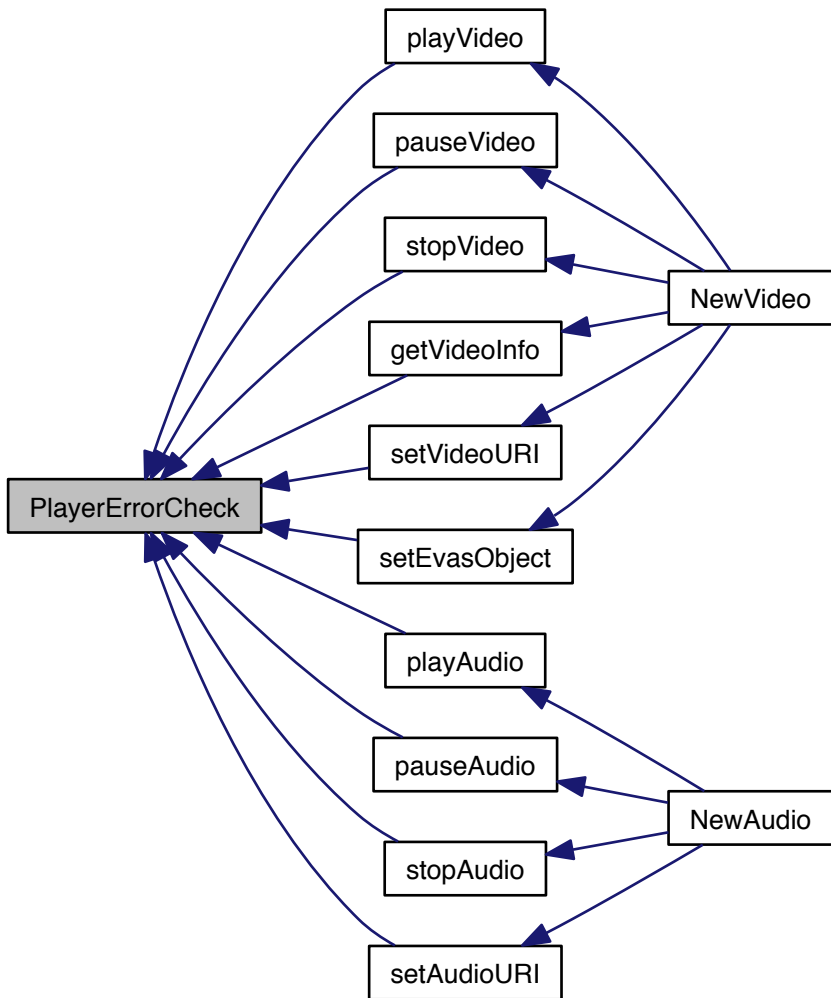 playVideo
pauseVideo
stopVideo
NewVideo
getVideoInfo
setVideoURI
PlayerErrorCheck
setEvasObject
playAudio
pauseAudio
NewAudio
stopAudio
setAudioURI